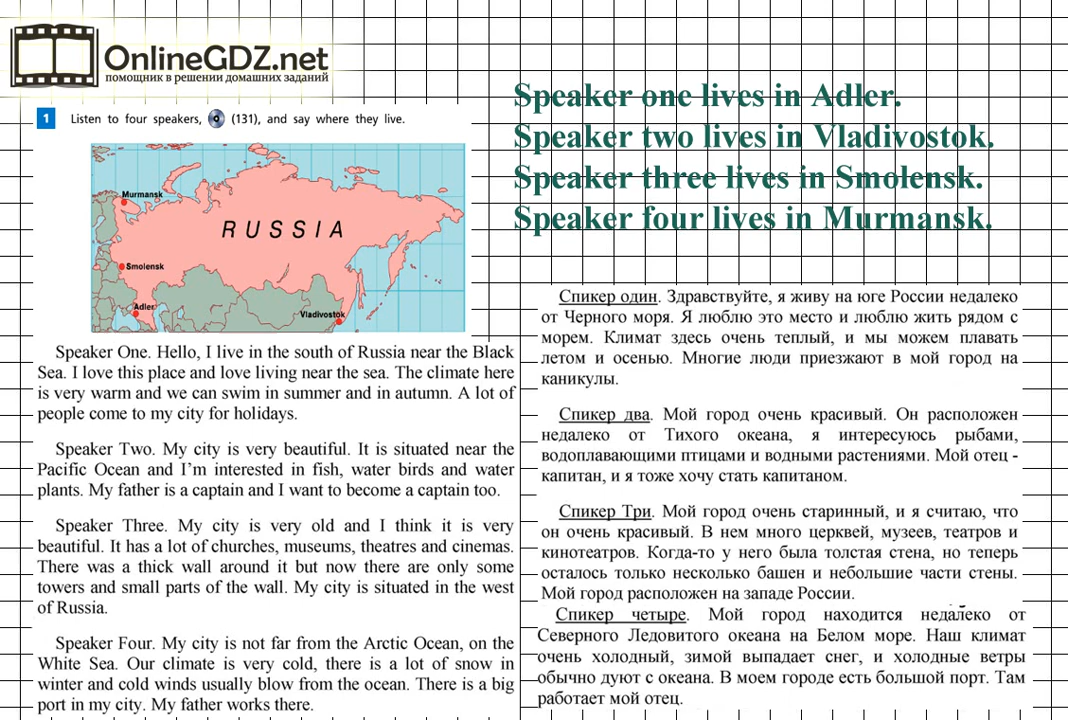 OnlineGDZ.net
помощник в решении домашних заданий
1 Listen to four speakers, (131), and say where they live.
Murmansk
RUSSIA
Smolensk
Adler
Vladivostok
Speaker one lives in Adler.
Speaker two lives in Vladivostok.
Speaker three lives in Smolensk.
Speaker four lives in Murmansk.
Speaker One. Hello, I live in the south of Russia near the Black
Sea. I love this place and love living near the sea. The climate here
is very warm and we can swim in summer and in autumn. A lot of
people come to my city for holidays.
Speaker Two. My city is very beautiful. It is situated near the
Pacific Ocean and I'm interested in fish, water birds and water
plants. My father is a captain and I want to become a captain too.
Speaker Three. My city is very old and I think it is very
beautiful. It has a lot of churches, museums, theatres and cinemas.
There was a thick wall around it but now there are only some
towers and small parts of the wall. My city is situated in the west
of Russia.
Speaker Four. My city is not far from the Arctic Ocean, on the
White Sea. Our climate is very cold, there is a lot of snow in
winter and cold winds usually blow from the ocean. There is a big
port in my city. My father works there.
Спикер один. Здравствуйте, я живу на юге России недалеко
от Черного моря. Я люблю это место и люблю жить рядом с
морем. Климат здесь очень теплый, и мы можем плавать
летом и осенью. Многие люди приезжают в мой город на
каникулы.
Спикер два. Мой город очень красивый. Он расположен
недалеко от Тихого океана, я интересуюсь рыбами,
водоплавающими птицами и водными растениями. Мой отец -
капитан, и я тоже хочу стать капитаном.
Спикер Три. Мой город очень старинный, и я считаю, что
он очень красивый. В нем много церквей, музеев, театров и
кинотеатров. Когда-то у него была толстая стена, но теперь
осталось только несколько башен и небольшие части стены.
Мой город расположен на западе России.
Спикер четыре. Мой город находится недалеко от
Северного Ледовитого океана на Белом море. Наш климат
очень холодный, зимой выпадает снег, и холодные ветры
обычно дуют с океана. В моем городе есть большой порт. Там
работает мой отец.